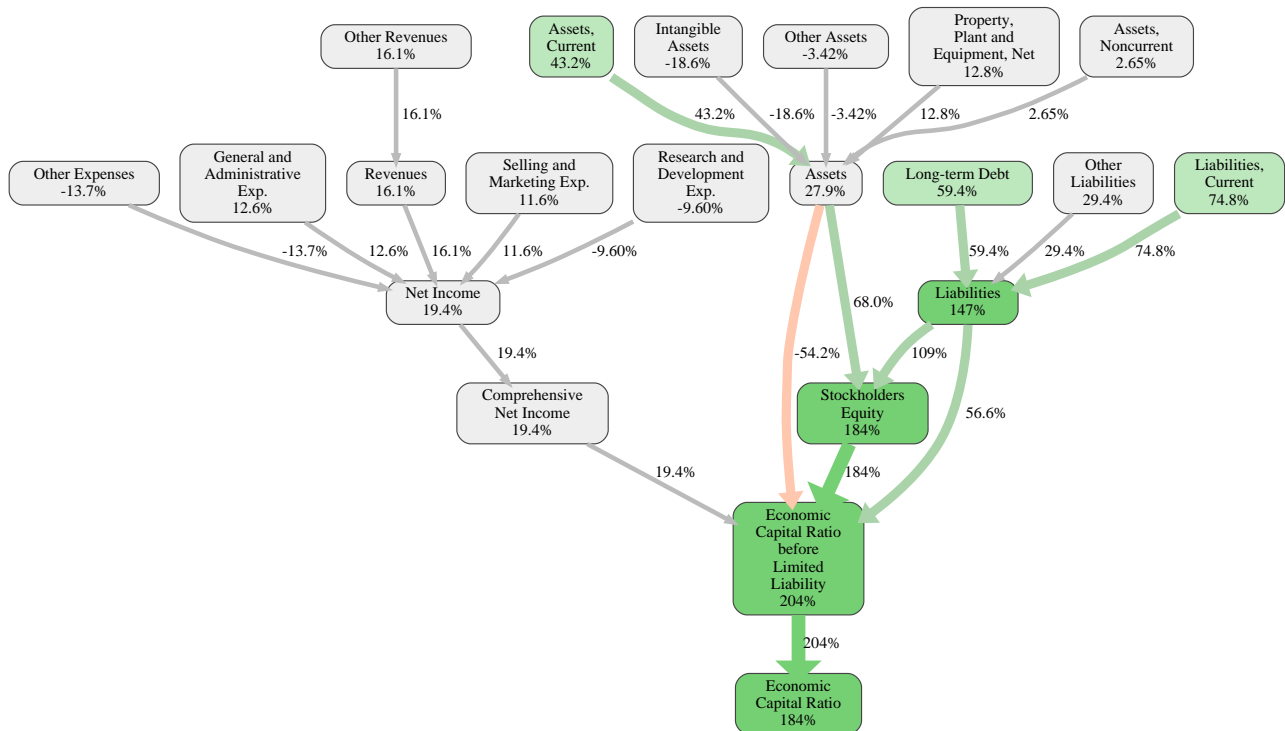 Other Revenues
16.1%
Assets,
Current
43.2%
Intangible
Assets
-18.6%
Other Assets
-3.42%
Property,
Plant and
Equipment, Net
12.8%
Assets,
Noncurrent
2.65%
16.1%
43.2%
-18.6%
-3.42%
12.8%
2.65%
Other Expenses
-13.7%
General and
Administrative
Exp.
12.6%
Revenues
16.1%
Selling and
Marketing Exp.
11.6%
Research and
Development
Exp.
-9.60%
Assets
27.9%
Long-term Debt
59.4%
Other
Liabilities
29.4%
Liabilities,
Current
74.8%
-13.7%
12.6%
16.1%
11.6%
-9.60%
59.4%
29.4%
74.8%
Net Income
19.4%
68.0%
Liabilities
147%
19.4%
-54.2%
109%
Comprehensive
Net Income
19.4%
Stockholders
Equity
184%
56.6%
19.4%
184%
Economic
Capital Ratio
before
Limited
Liability
204%
204%
Economic
Capital Ratio
184%